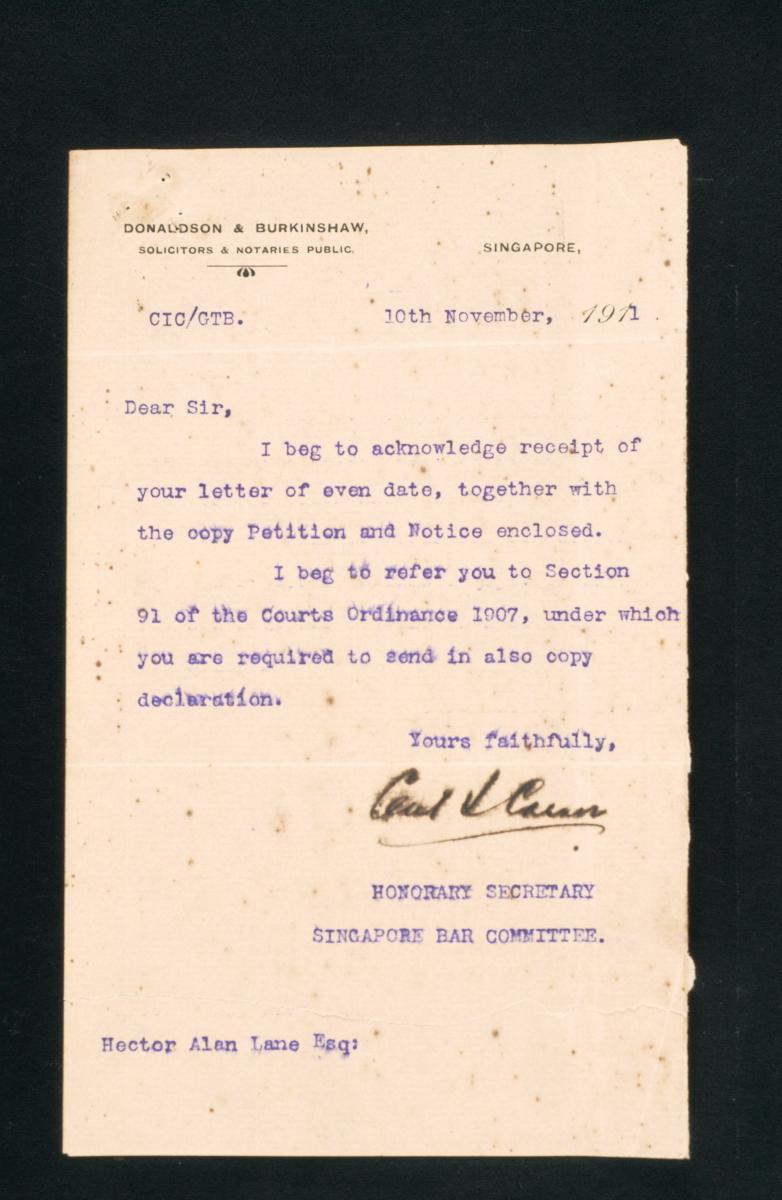 DONALDSON & BURKINSHAW,
SOLICITORS & NOTARIES PUBLIC.
SINGAPORE,
CIC/GTB.
10th November, 1911
Dear Sir,
I beg to acknowledge receipt of
your letter of even date, together with
the copy Petition and Notice enclosed.
I beg to refer you to Section
91 of the Courts Ordinance 1907, under which
you are required to send in also copy
declaration.
Yours faithfully,
HONORARY SECRETARY
SINGAPORE BAR COMMITTEE.
Hector Alan Lane Esq: